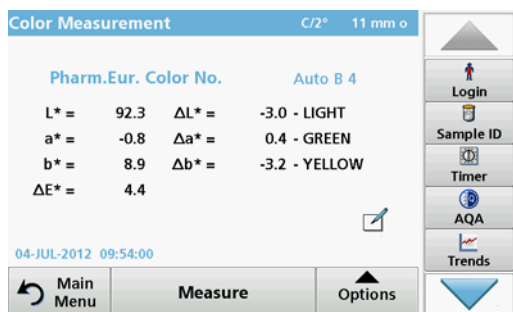 Color Measurement C/2° 11 mm o
Pharm.Eur. Color No. Auto B 4
L* = 92.3 ΔL* = -3.0 - LIGHT
a* = -0.8 Δa* = 0.4 - GREEN
b* = 8.9 Δb* = -3.2 - YELLOW
ΔE* = 4.4
04-JUL-2012 09:54:00
Main
Menu
Measure
Options
Login
Sample ID
Timer
AQA
Trends